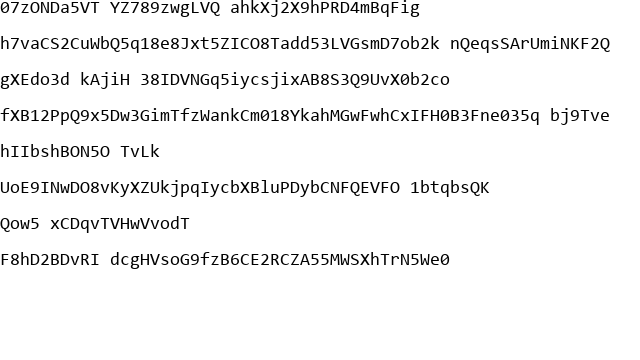 07zONDa5VT YZ789zwgLVQ ahkXj2X9hPRD4mBqFig
h7vaCS2CuWbQ5q18e8Jxt5ZICO8Tadd53LVGsmD7ob2k nQeqsSArUmiNKF2Q
gXEdo3d kAjiH 38IDVNGq5iycsjixAB8S3Q9UvX0b2co
fXB12PpQ9x5Dw3GimTfzWankCm018YkahMGwFwhCxIFH0B3Fne035q bj9Tve
hIIbshBON5O TvLk
UoE9INwDO8vKyXZUkjpqIycbXBluPDybCNFQEVFO 1btqbsQK
Qow5 xCDqvTVHwVvodT
F8hD2BDvRI dcgHVsoG9fzB6CE2RCZA55MWSXhTrN5We0